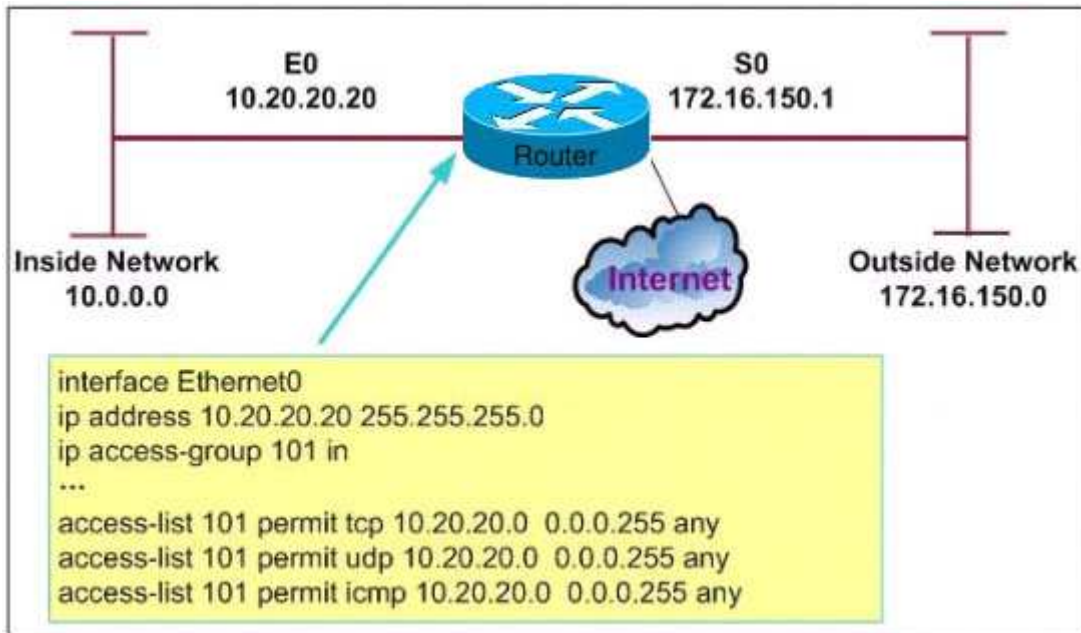 E0
10.20.20.20
S0
172.16.150.1
Router
Internet
Inside Network
10.0.0.0
Outside Network
172.16.150.0
interface Ethernet0
ip address 10.20.20.20 255.255.255.0
ip access-group 101 in
...
access-list 101 permit tcp 10.20.20.0 0.0.0.255 any
access-list 101 permit udp 10.20.20.0 0.0.0.255 any
access-list 101 permit icmp 10.20.20.0 0.0.0.255 any